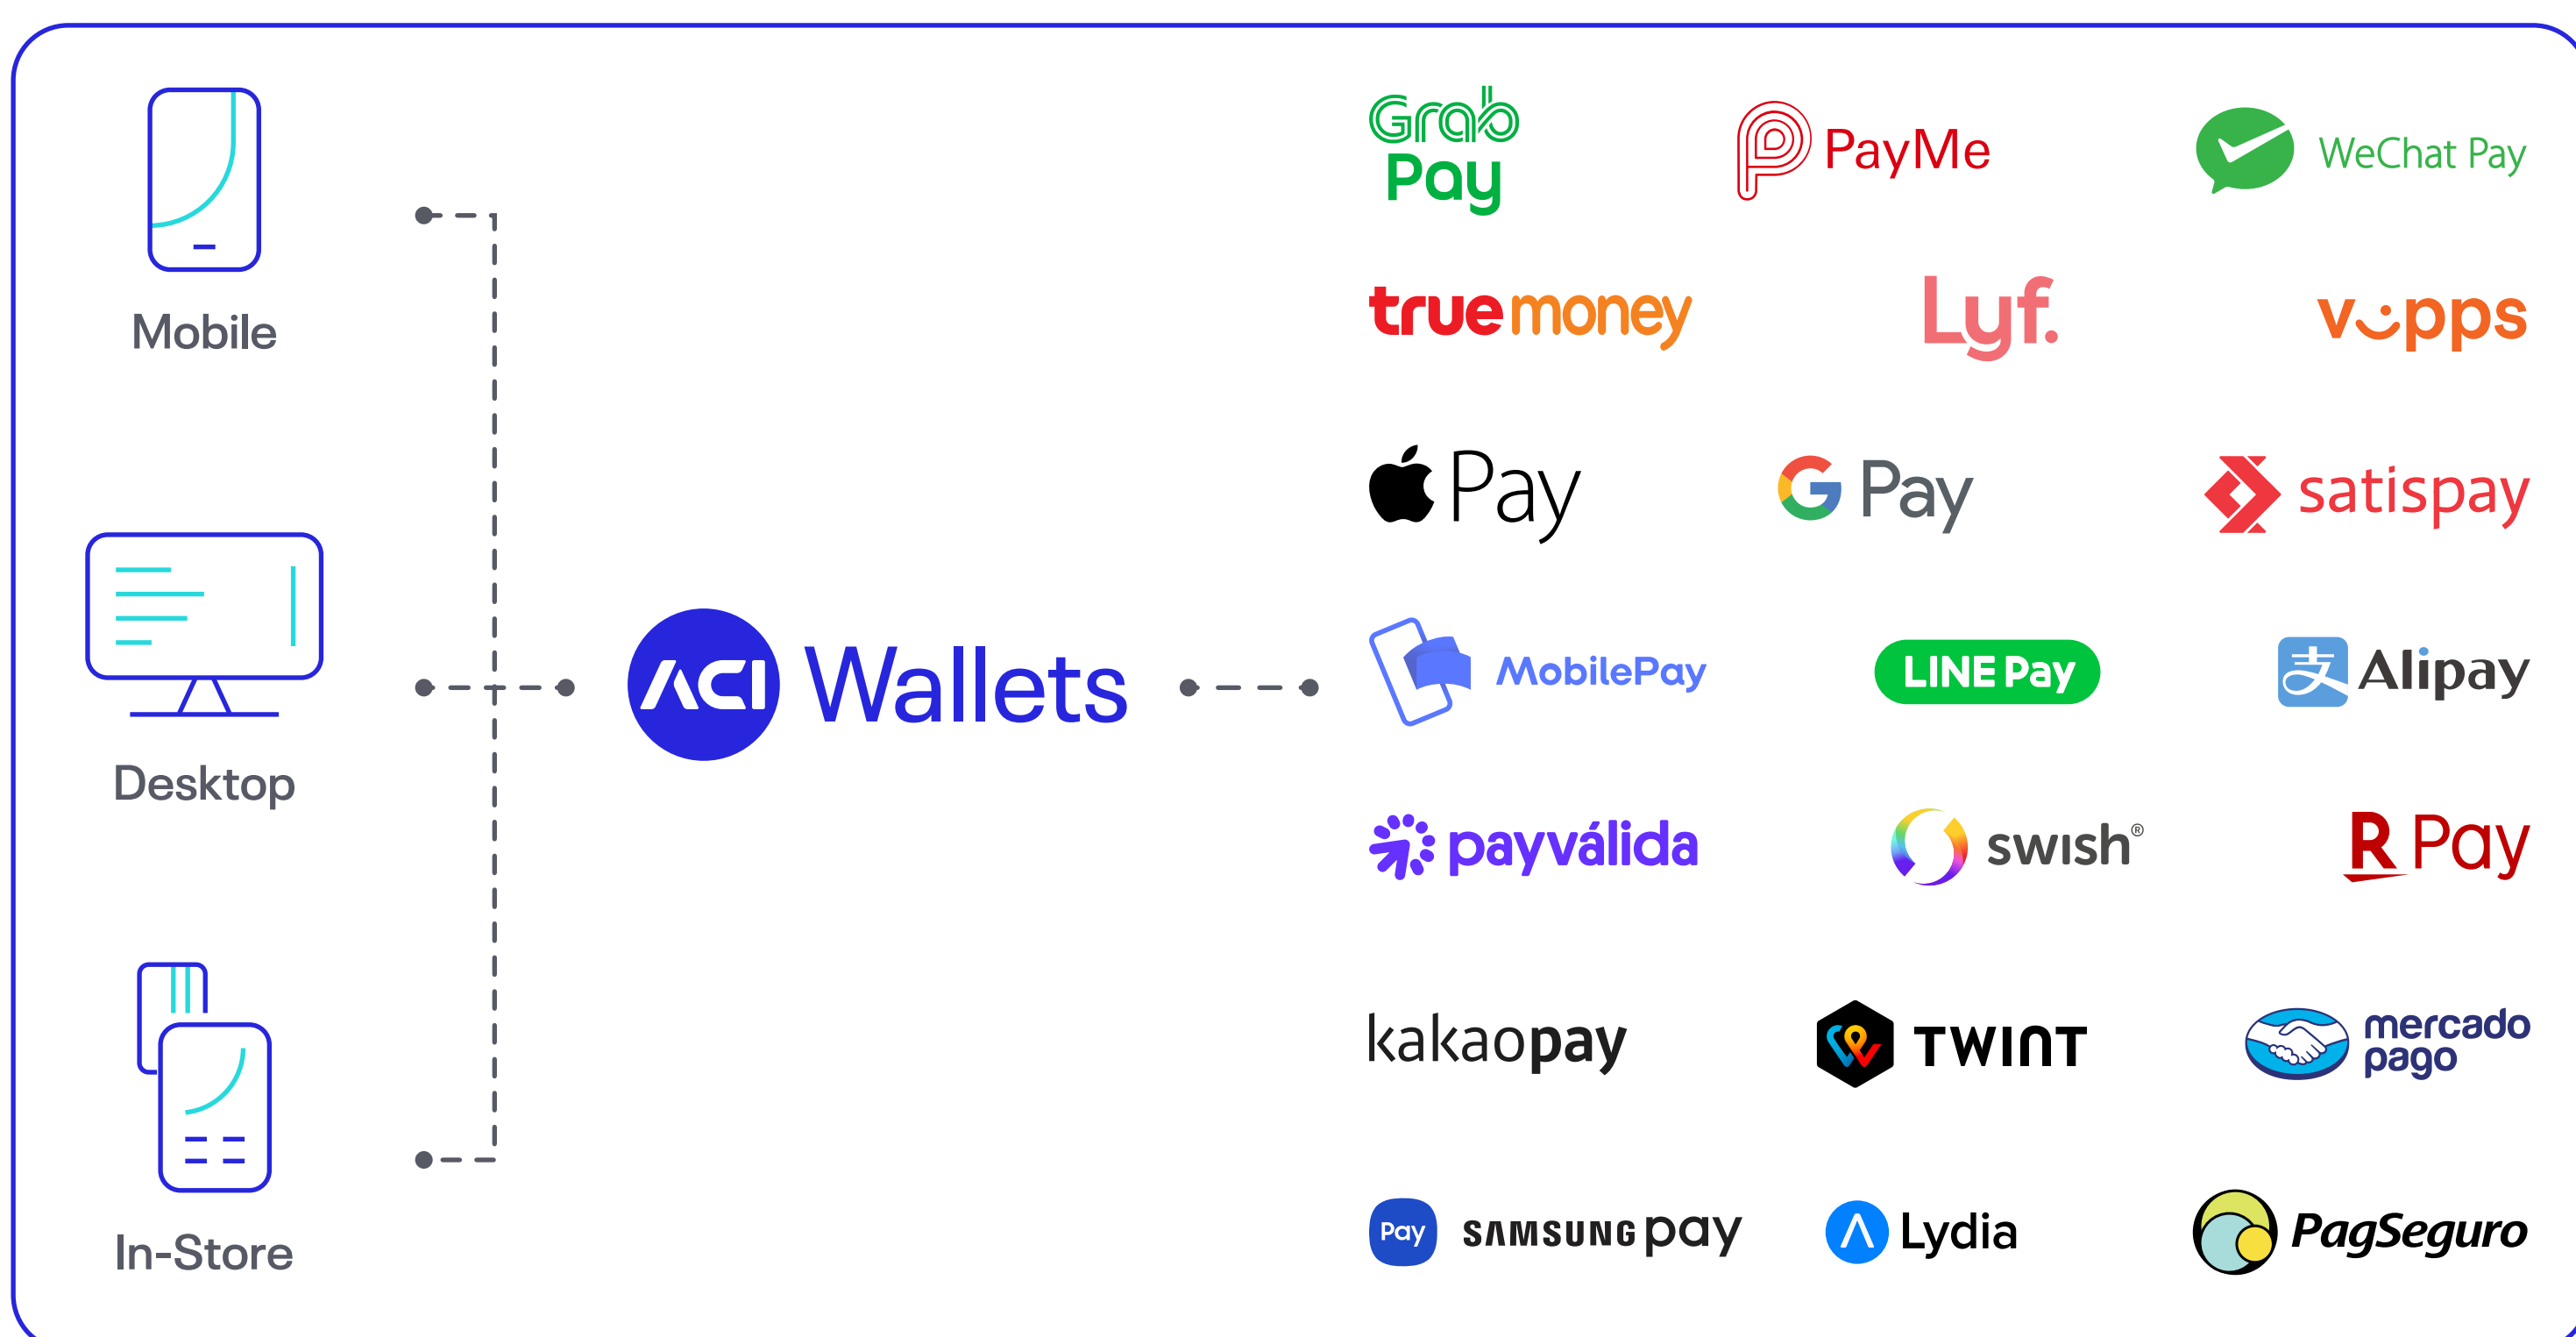 Mobile
Desktop
In-Store
ACI Wallets
Grab
Pay
PayMe
WeChat Pay
truemoney
Lyf.
vipps
Pay
G Pay
satispay
MobilePay
LINE Pay
支 Alipay
payválida
swish®
R Pay
kakaopay
TWINT
mercado
pago
Pay SAMSUNG pay
Lydia
PagSeguro